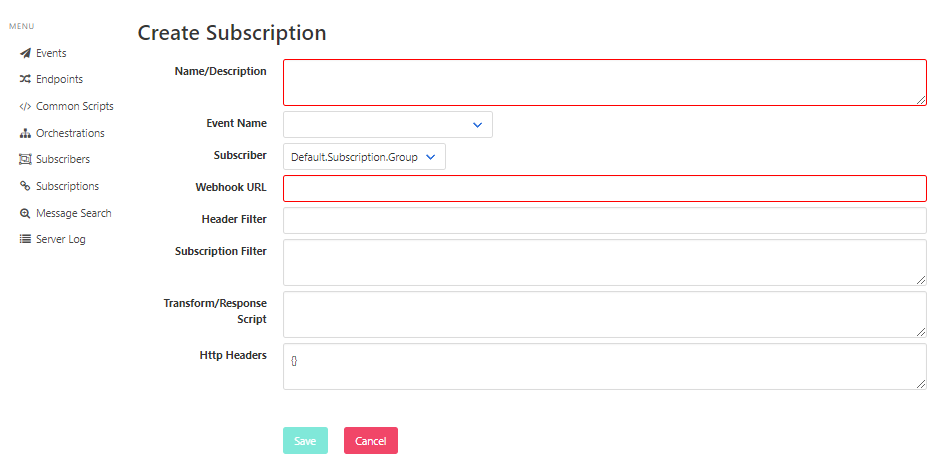 MENU
Events
Endpoints
Common Scripts
Orchestrations
Subscribers
Subscriptions
Message Search
Server Log
Create Subscription
Name/Description
Event Name
Subscriber
Default.Subscription.Group
Webhook URL
Header Filter
Subscription Filter
Transform/Response
Script
Http Headers
{}
Save
Cancel